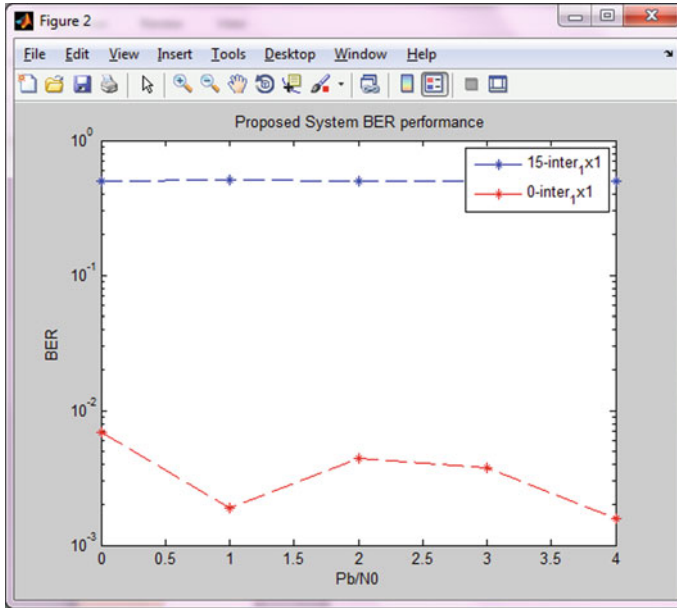 Figure 2
File Edit View Insert Tools Desktop Window Help
Proposed System BER performance
15-inter₁x1
0-inter₁x1
10⁰
10⁻¹
10⁻²
10⁻³
BER
0 0.5 1 1.5 2 2.5 3 3.5 4
Pb/N0